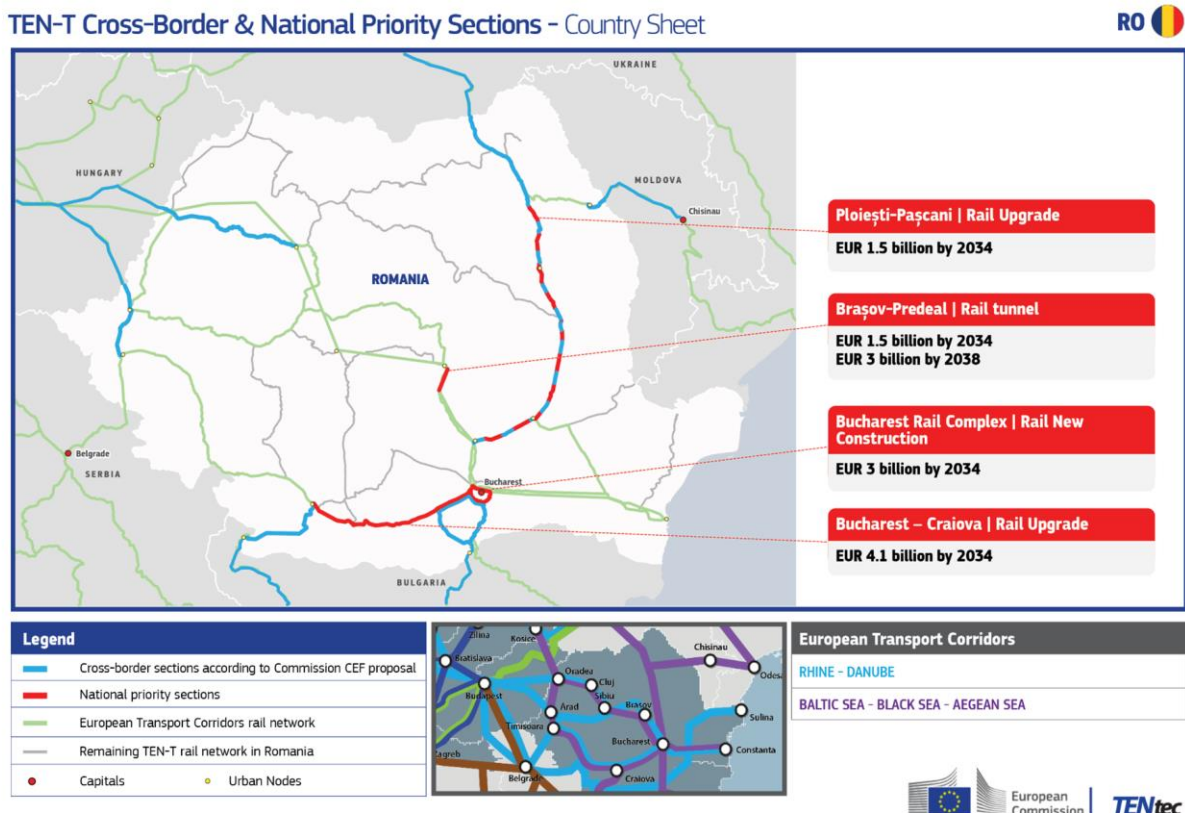 TEN-T Cross-Border & National Priority Sections – Country Sheet
RO
UKRAINE
HUNGARY
MOLDOVA
Chisinau
ROMANIA
Belgrade
SERBIA
Bucharest
BULGARIA
Ploiești-Pașcani | Rail Upgrade
EUR 1.5 billion by 2034
Brașov-Predeal | Rail tunnel
EUR 1.5 billion by 2034
EUR 3 billion by 2038
Bucharest Rail Complex | Rail New
Construction
EUR 3 billion by 2034
Bucharest – Craiova | Rail Upgrade
EUR 4.1 billion by 2034
Legend
Cross-border sections according to Commission CEF proposal
National priority sections
European Transport Corridors rail network
Remaining TEN-T rail network in Romania
Capitals
Urban Nodes
Zilina
Kosice
Bratislava
Budapest
Oradea
Cluj
Sibiu
Arad
Brasov
Timisoara
Bucharest
Zagreb
Belgrade
Craiova
Chisinau
Odesa
Sulina
Constanta
European Transport Corridors
RHINE - DANUBE
BALTIC SEA - BLACK SEA - AEGEAN SEA
European
Commission
TENtec